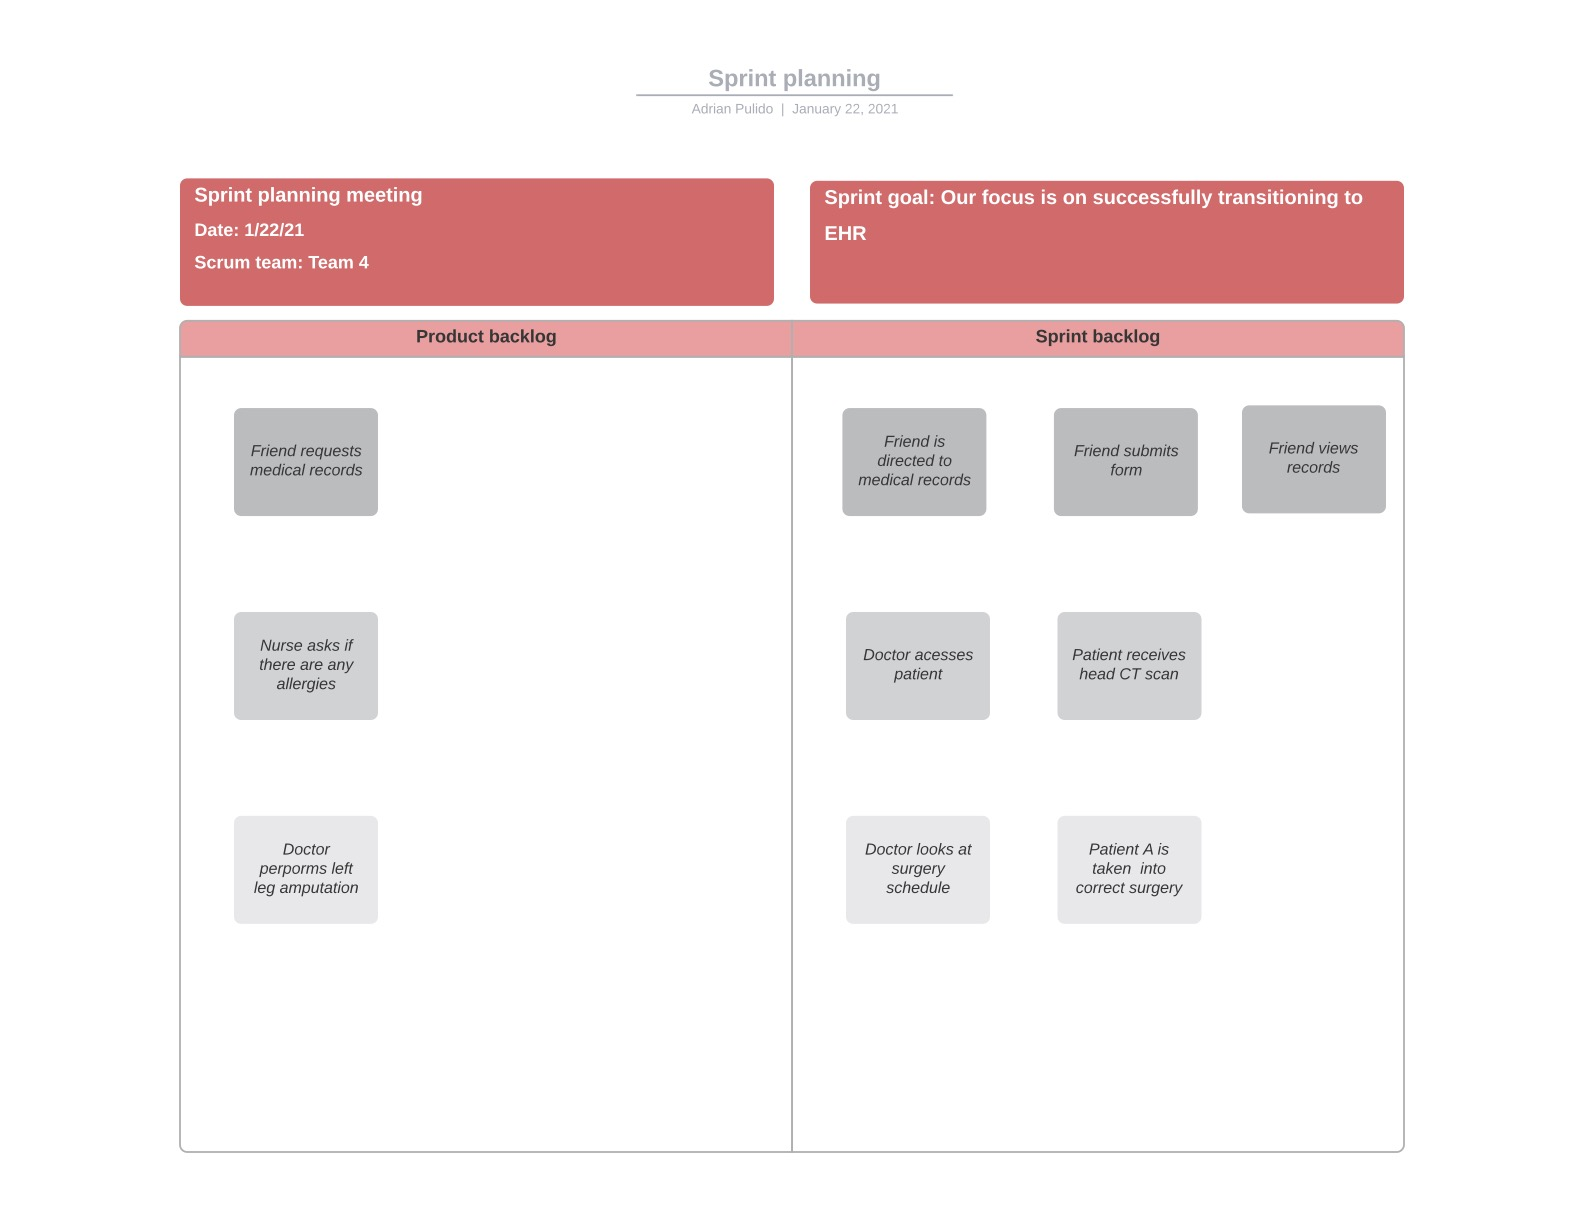 Sprint planning
Adrian Pulido | January 22, 2021
Sprint planning meeting
Date: 1/22/21
Scrum team: Team 4
Sprint goal: Our focus is on successfully transitioning to
EHR
Product backlog
Sprint backlog
Friend requests
medical records
Friend is
directed to
medical records
Friend submits
form
Friend views
records
Nurse asks if
there are any
allergies
Doctor acesses
patient
Patient receives
head CT scan
Doctor
perporms left
leg amputation
Doctor looks at
surgery
schedule
Patient A is
taken  into
correct surgery